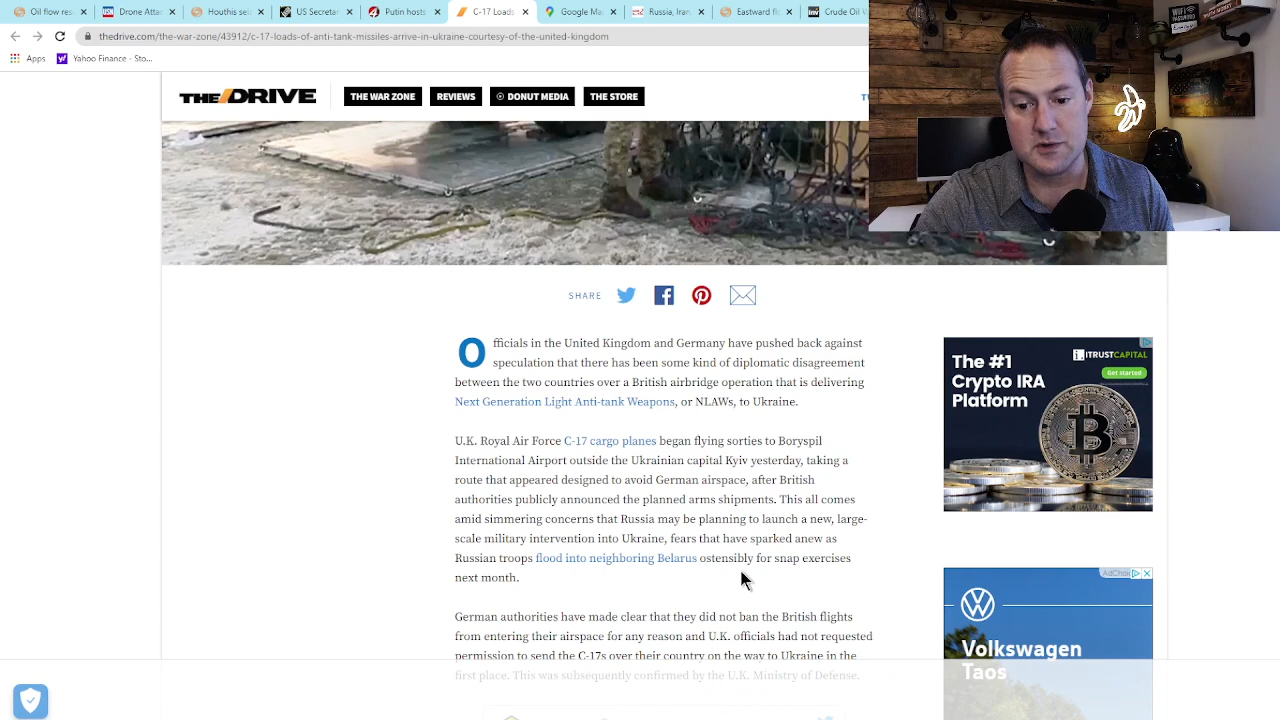 Oil flow res
Drone Attac
Houthis sei
US Secretar
Putin hosts
C-17 Loads
Google Ma
Russia, Iran
Eastward flo
Crude Oil V
thedrive.com/the-war-zone/43912/c-17-loads-of-anti-tank-missiles-arrive-in-ukraine-courtesy-of-the-united-kingdom
Apps
Yahoo Finance - Sto...
THE DRIVE
THE WAR ZONE
REVIEWS
DONUT MEDIA
THE STORE
SHARE
Officials in the United Kingdom and Germany have pushed back against
speculation that there has been some kind of diplomatic disagreement
between the two countries over a British airbridge operation that is delivering
Next Generation Light Anti-tank Weapons, or NLAWs, to Ukraine.
U.K. Royal Air Force C-17 cargo planes began flying sorties to Boryspil
International Airport outside the Ukrainian capital Kyiv yesterday, taking a
route that appeared designed to avoid German airspace, after British
authorities publicly announced the planned arms shipments. This all comes
amid simmering concerns that Russia may be planning to launch a new, large-
scale military intervention into Ukraine, fears that have sparked anew as
Russian troops flood into neighboring Belarus ostensibly for snap exercises
next month.
German authorities have made clear that they did not ban the British flights
from entering their airspace for any reason and U.K. officials had not requested
permission to send the C-17s over their country on the way to Ukraine in the
first place. This was subsequently confirmed by the U.K. Ministry of Defense.
ITRUSTCAPITAL
The #1
Crypto IRA
Platform
Get started
AdChoi
Volkswagen
Taos
WIFI
PASSWORD